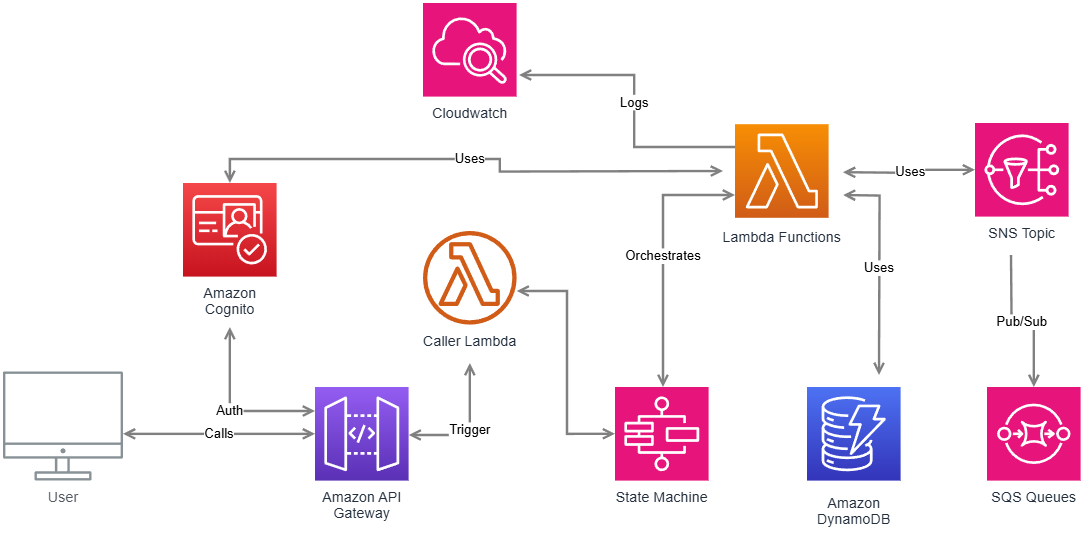 Cloudwatch
Logs
Uses
Uses
Lambda Functions
SNS Topic
Orchestrates
Uses
Amazon
Cognito
Caller Lambda
Pub/Sub
Auth
Calls
Trigger
User
Amazon API
Gateway
State Machine
Amazon
DynamoDB
SQS Queues